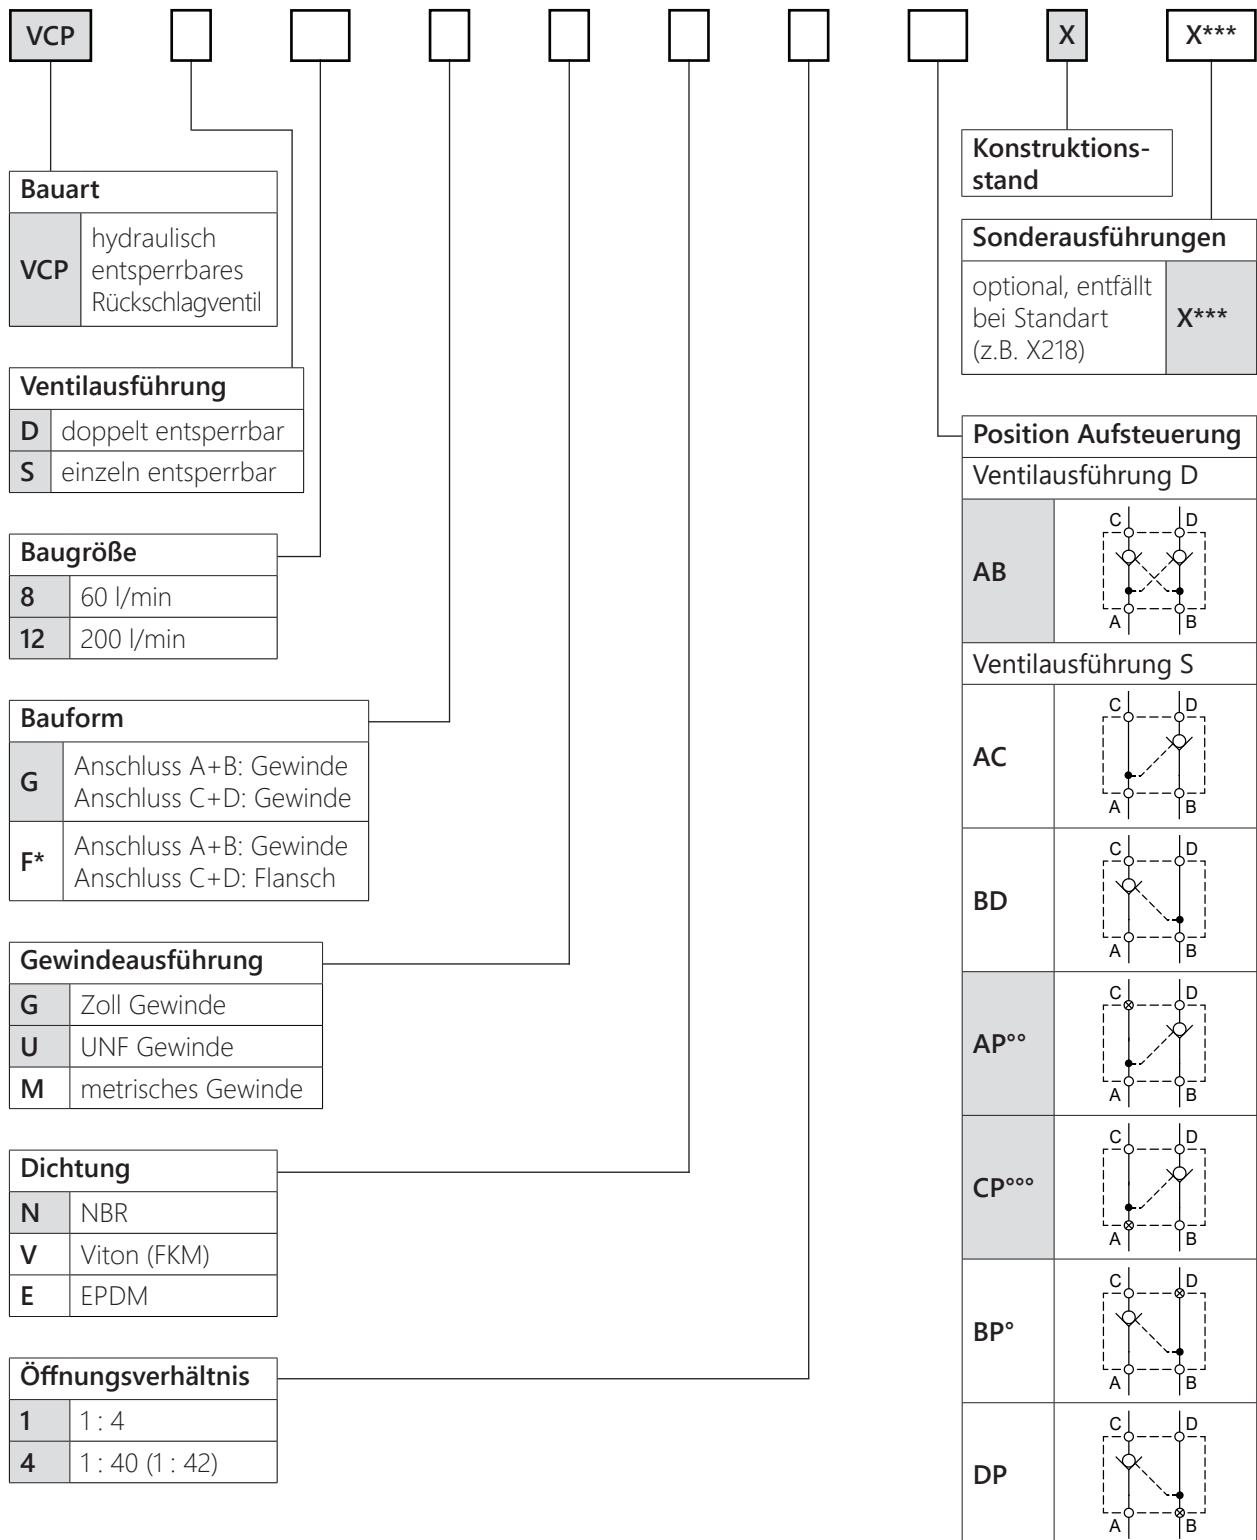 VCP
X
X***
Bauart
VCP
hydraulisch
entsperrbares
Rückschlagventil
Ventilausführung
D doppelt entsperrbar
S einzeln entsperrbar
Baugröße
8 60 l/min
12 200 l/min
Bauform
G
Anschluss A+B: Gewinde
Anschluss C+D: Gewinde
F*
Anschluss A+B: Gewinde
Anschluss C+D: Flansch
Gewindeausführung
G Zoll Gewinde
U UNF Gewinde
M metrisches Gewinde
Dichtung
N NBR
V Viton (FKM)
E EPDM
Öffnungsverhältnis
1 1 : 4
4 1 : 40 (1 : 42)
Konstruktions-
stand
Sonderausführungen
optional, entfällt
bei Standart
(z.B. X218)
X***
Position Aufsteuerung
Ventilausführung D
C D
AB
A B
Ventilausführung S
C D
AC
A B
C D
BD
A B
C D
AP°°
A B
C D
CP°°°
A B
C D
BP°
A B
C D
DP
A B